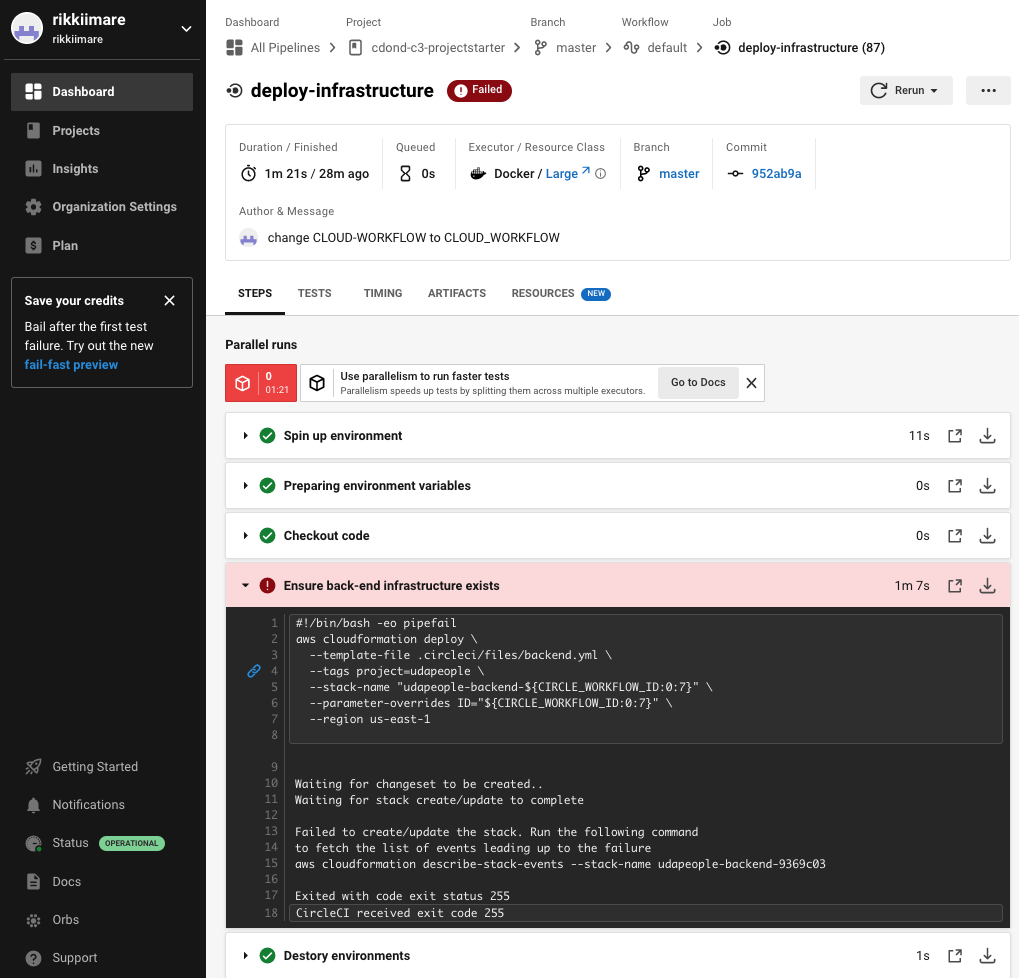 rikkiimare
rikkiimare
Dashboard
Projects
Insights
Organization Settings
$ Plan
Save your credits
Bail after the first test
failure. Try out the new
fail-fast preview
Getting Started
Notifications
Status OPERATIONAL
Docs
Orbs
Support
Dashboard Project Branch Workflow Job
All Pipelines cdond-c3-projectstarter master default deploy-infrastructure (87)
deploy-infrastructure Failed
Rerun
Duration / Finished Queued Executor / Resource Class Branch Commit
1m 21s / 28m ago 0s Docker / Large master 952ab9a
Author & Message
change CLOUD-WORKFLOW to CLOUD_WORKFLOW
STEPS TESTS TIMING ARTIFACTS RESOURCES NEW
Parallel runs
0
01:21
Use parallelism to run faster tests
Parallelism speeds up tests by splitting them across multiple executors.
Go to Docs
Spin up environment 11s
Preparing environment variables 0s
Checkout code 0s
Ensure back-end infrastructure exists 1m 7s
1 #!/bin/bash -eo pipefail
2 aws cloudformation deploy \
3 --template-file .circleci/files/backend.yml \
4 --tags project=udapeople \
5 --stack-name "udapeople-backend-${CIRCLE_WORKFLOW_ID:0:7}" \
6 --parameter-overrides ID="${CIRCLE_WORKFLOW_ID:0:7}" \
7 --region us-east-1
8
9
10 Waiting for changeset to be created..
11 Waiting for stack create/update to complete
12
13 Failed to create/update the stack. Run the following command
14 to fetch the list of events leading up to the failure
15 aws cloudformation describe-stack-events --stack-name udapeople-backend-9369c03
16
17 Exited with code exit status 255
18 CircleCI received exit code 255
Destory environments 1s